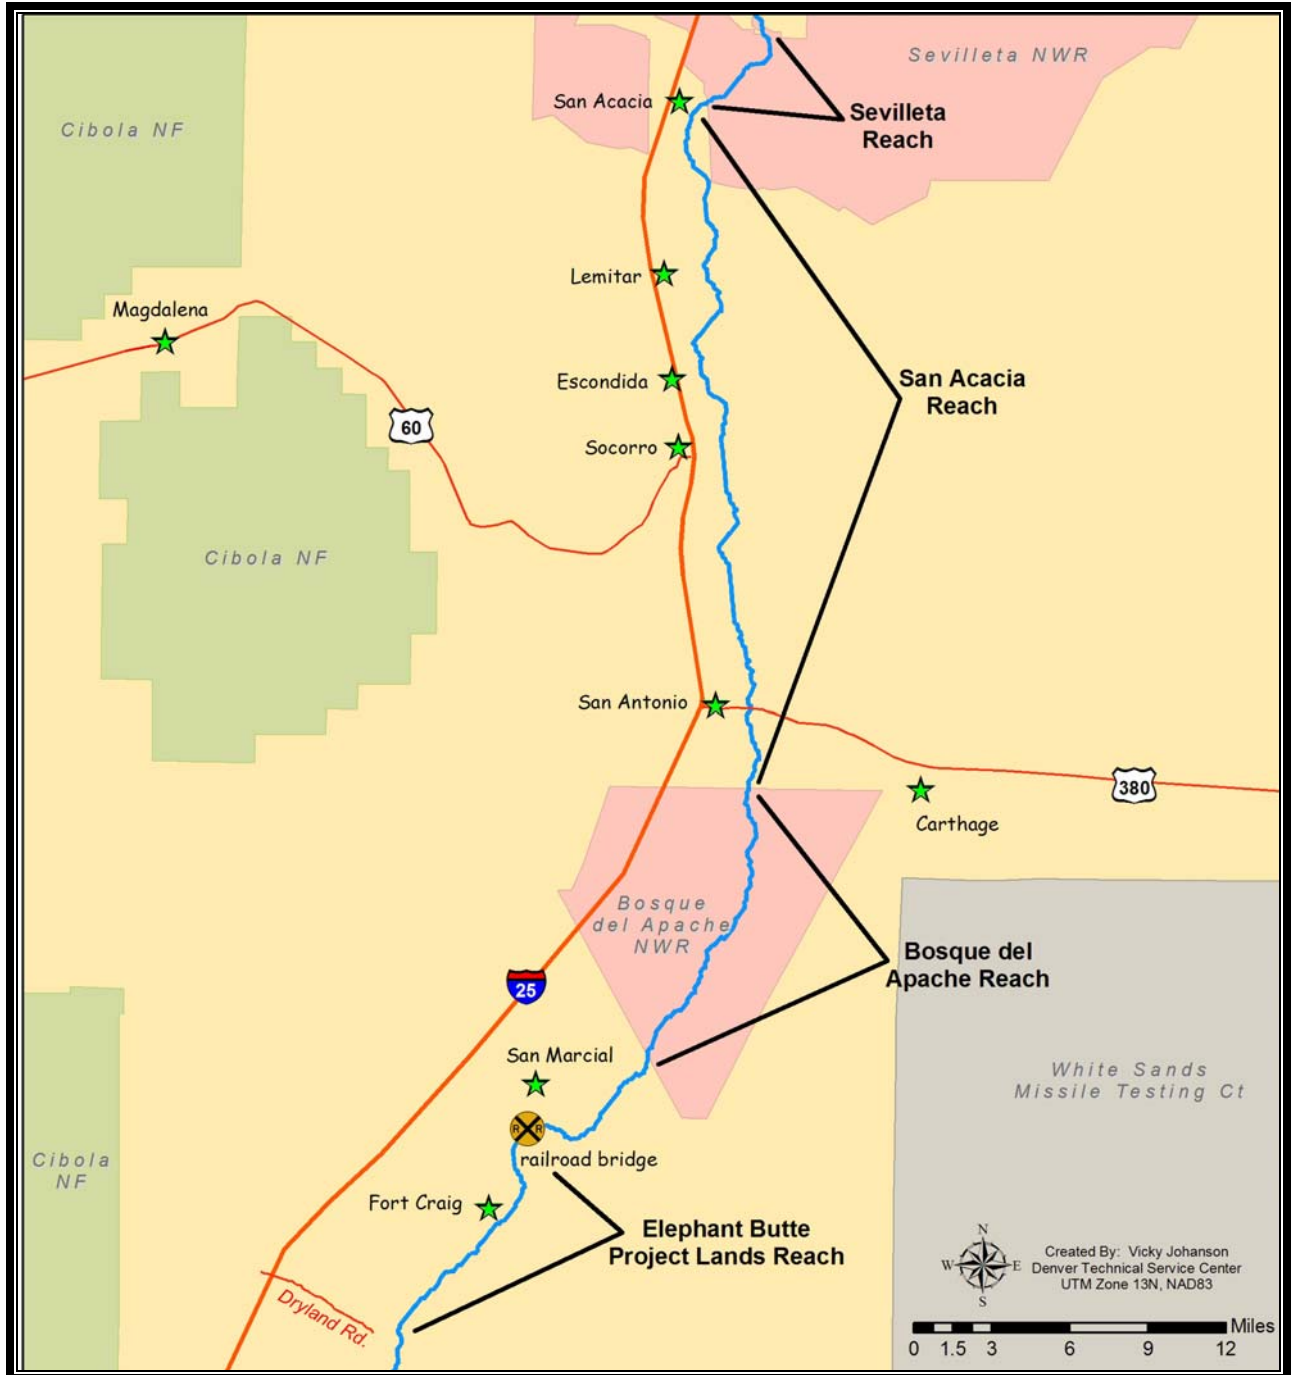 Sevilleta NWR
San Acacia
Sevilleta
Reach
Cibola NF
Lemitar
Magdalena
Escondida
San Acacia
Reach
60
Socorro
Cibola NF
San Antonio
380
Carthage
Bosque
del Apache
NWR
Bosque del
Apache Reach
25
San Marcial
White Sands
Missile Testing Ct
R R
railroad bridge
Cibola
NF
Fort Craig
Elephant Butte
Project Lands Reach
N
W E
S
Created By: Vicky Johanson
Denver Technical Service Center
UTM Zone 13N, NAD83
Dryland Rd.
Miles
0 1.5 3 6 9 12